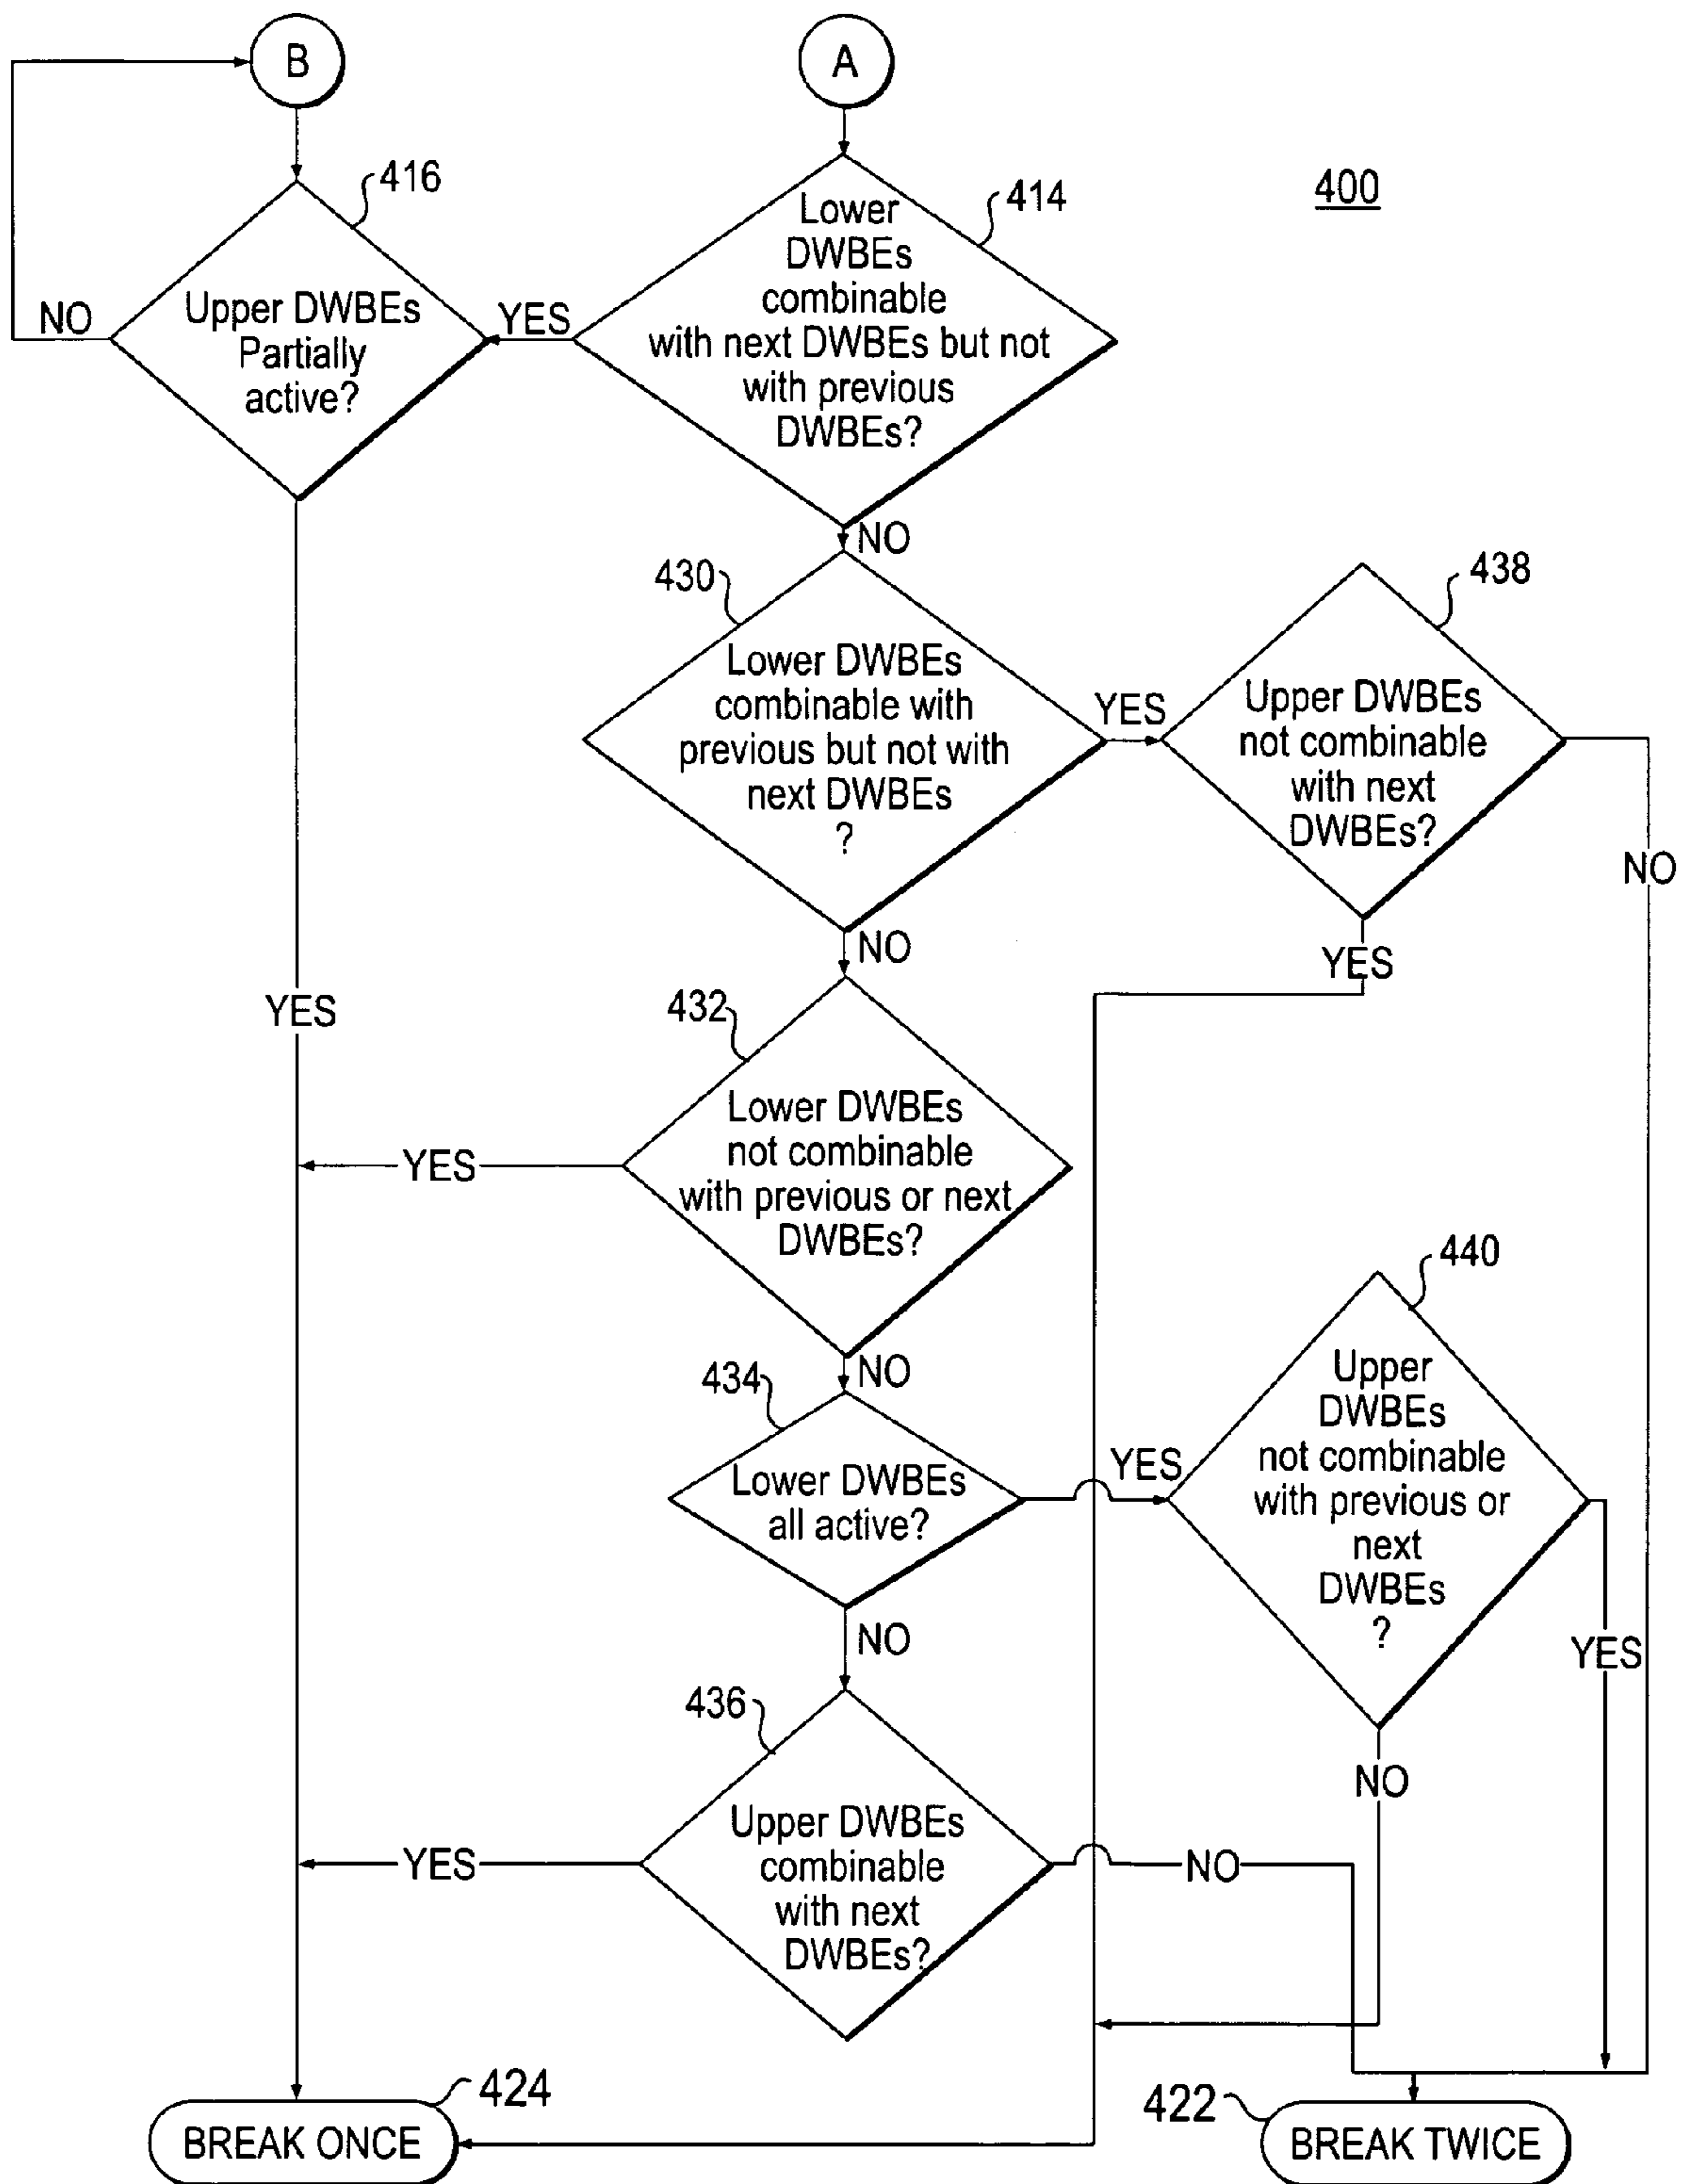 B
A
416
414
400
Lower
DWBEs
combinable
with next DWBEs but not
with previous
DWBEs?
Upper DWBEs
Partially
active?
NO
YES
NO
430
438
Lower DWBEs
combinable with
previous but not with
next DWBEs
?
YES
Upper DWBEs
not combinable
with next
DWBEs?
NO
NO
YES
YES
432
Lower DWBEs
not combinable
with previous or next
DWBEs?
YES
NO
434
440
Lower DWBEs
all active?
YES
Upper
DWBEs
not combinable
with previous or
next
DWBEs
?
NO
YES
436
NO
Upper DWBEs
combinable
with next
DWBEs?
YES
NO
424
BREAK ONCE
422
BREAK TWICE